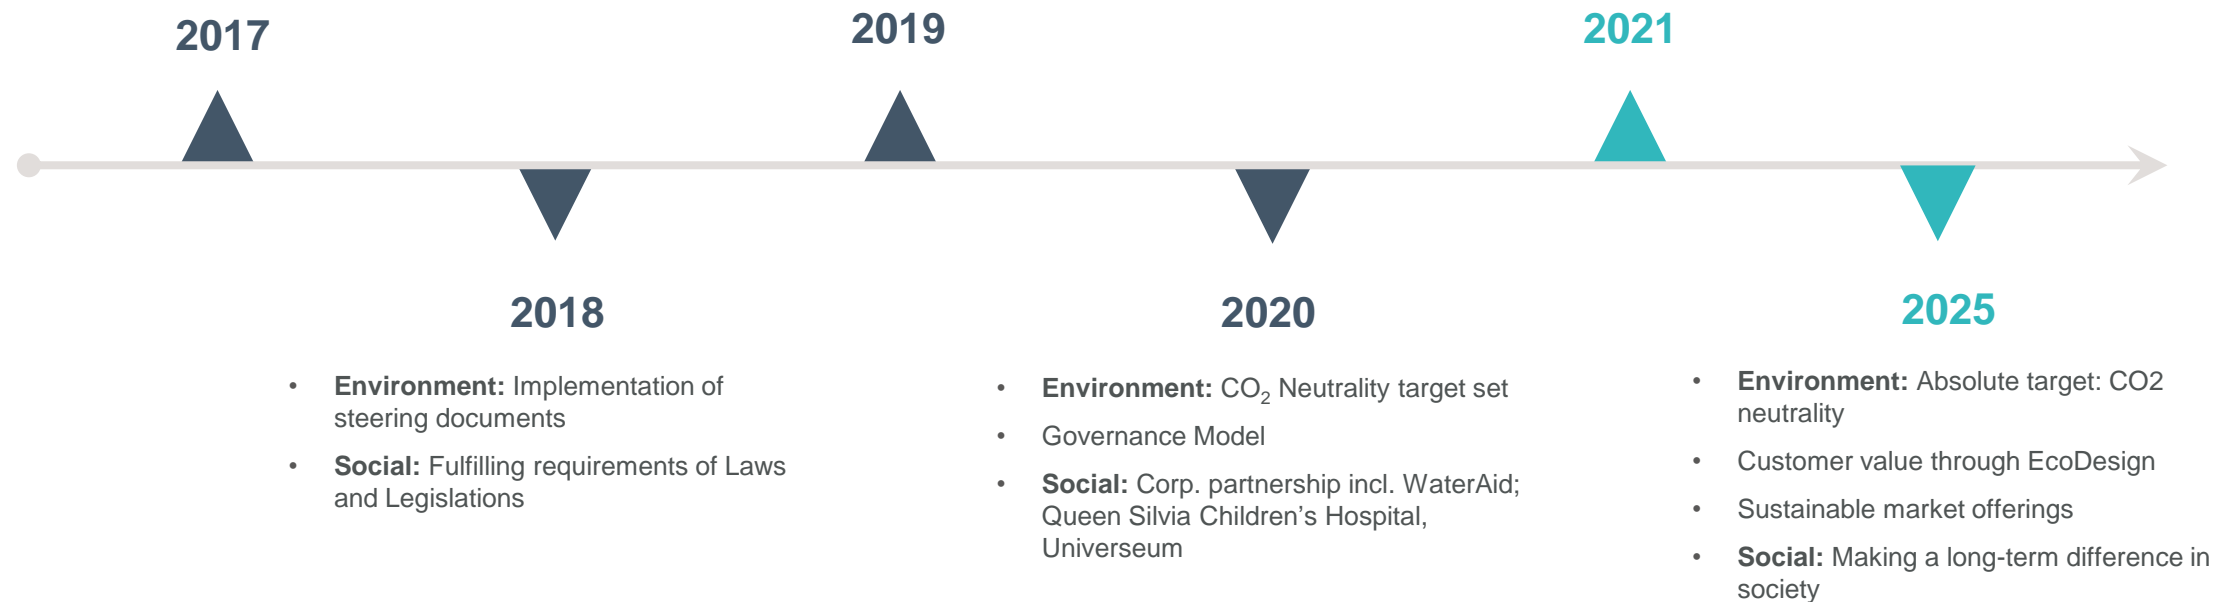 2017
2019
2021
2018
• Environment: Implementation of
steering documents
• Social: Fulfilling requirements of Laws
and Legislations
2020
• Environment: CO₂ Neutrality target set
• Governance Model
• Social: Corp. partnership incl. WaterAid;
Queen Silvia Children’s Hospital,
Universeum
2025
• Environment: Absolute target: CO2
neutrality
• Customer value through EcoDesign
• Sustainable market offerings
• Social: Making a long-term difference in
society